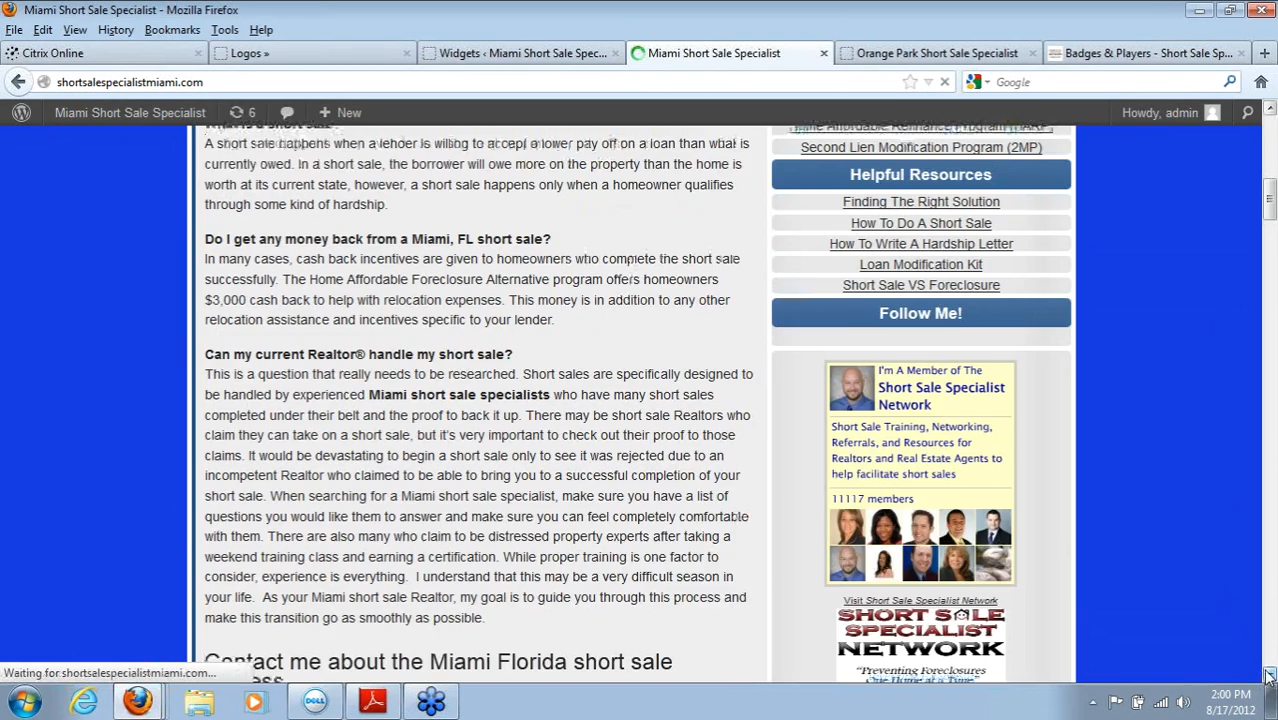 Miami Short Sale Specialist - Mozilla Firefox
File Edit View History Bookmarks Tools Help
Citrix Online
Logos »
Widgets ‹ Miami Short Sale Spec...
Miami Short Sale Specialist
Orange Park Short Sale Specialist
Badges & Players - Short Sale Sp...
shortsalespecialistmiami.com
Google
Miami Short Sale Specialist 6 New
Howdy, admin
A short sale happens when a lender is willing to accept a lower pay off on a loan than what is
currently owed. In a short sale, the borrower will owe more on the property than the home is
worth at its current state, however, a short sale happens only when a homeowner qualifies
through some kind of hardship.
Do I get any money back from a Miami, FL short sale?
In many cases, cash back incentives are given to homeowners who complete the short sale
successfully. The Home Affordable Foreclosure Alternative program offers homeowners
$3,000 cash back to help with relocation expenses. This money is in addition to any other
relocation assistance and incentives specific to your lender.
Can my current Realtor® handle my short sale?
This is a question that really needs to be researched. Short sales are specifically designed to
be handled by experienced Miami short sale specialists who have many short sales
completed under their belt and the proof to back it up. There may be short sale Realtors who
claim they can take on a short sale, but it's very important to check out their proof to those
claims. It would be devastating to begin a short sale only to see it was rejected due to an
incompetent Realtor who claimed to be able to bring you to a successful completion of your
short sale. When searching for a Miami short sale specialist, make sure you have a list of
questions you would like them to answer and make sure you can feel completely comfortable
with them. There are also many who claim to be distressed property experts after taking a
weekend training class and earning a certification. While proper training is one factor to
consider, experience is everything. I understand that this may be a very difficult season in
your life. As your Miami short sale Realtor, my goal is to guide you through this process and
make this transition go as smoothly as possible.
Contact me about the Miami Florida short sale
Home Affordable Refinance Program (HARP)
Second Lien Modification Program (2MP)
Helpful Resources
Finding The Right Solution
How To Do A Short Sale
How To Write A Hardship Letter
Loan Modification Kit
Short Sale VS Foreclosure
Follow Me!
I'm A Member of The
Short Sale Specialist
Network
Short Sale Training, Networking,
Referrals, and Resources for
Realtors and Real Estate Agents to
help facilitate short sales
11117 members
Visit Short Sale Specialist Network
SHORT SALE
SPECIALIST
NETWORK
"Preventing Foreclosures
One Home at a Time"
Waiting for shortsalespecialistmiami.com...
DELL
2:00 PM
8/17/2012